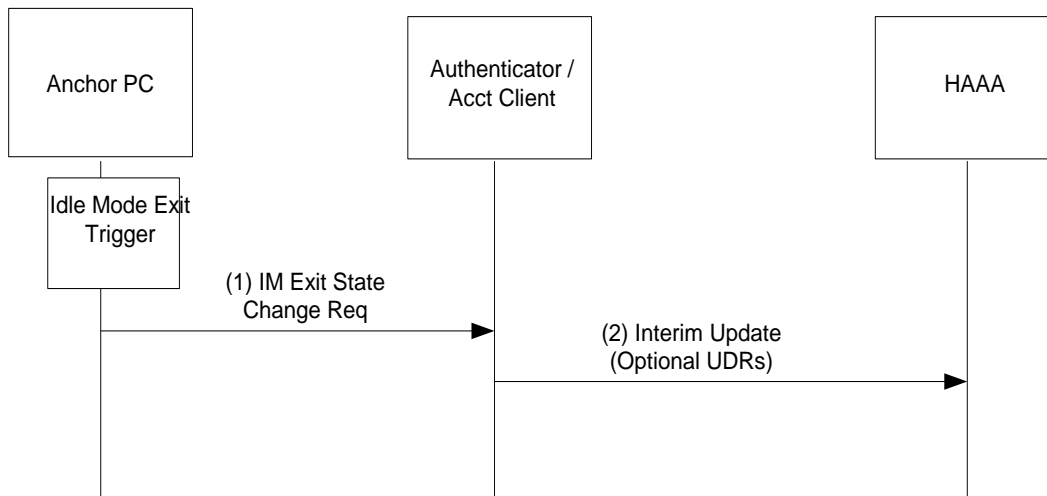 Anchor PC
Authenticator /
Acct Client
HAAA
Idle Mode Exit
Trigger
(1) IM Exit State
Change Req
(2) Interim Update
(Optional UDRs)